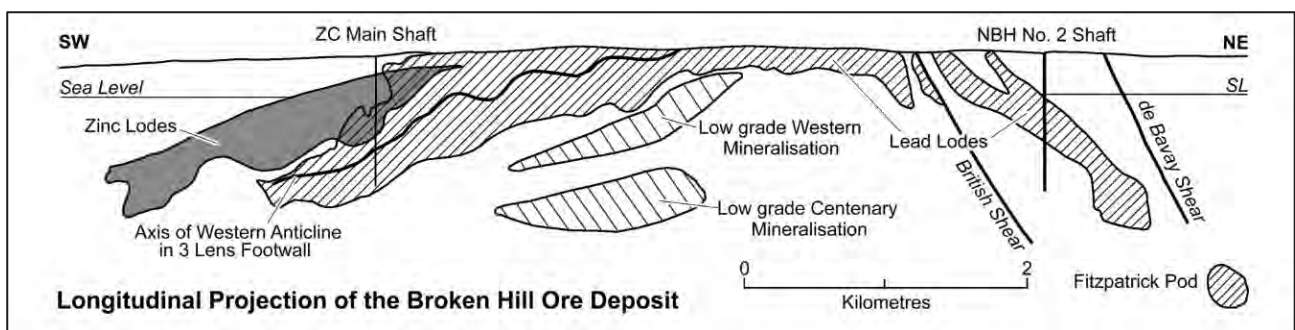 SW
ZC Main Shaft
NBH No. 2 Shaft
NE
Sea Level
SL
Zinc Lodes
Low grade Western
Mineralisation
Lead Lodes
de Bavay Shear
British Shear
Low grade Centenary
Mineralisation
Axis of Western Anticline
in 3 Lens Footwall
0
2
Kilometres
Fitzpatrick Pod
Longitudinal Projection of the Broken Hill Ore Deposit